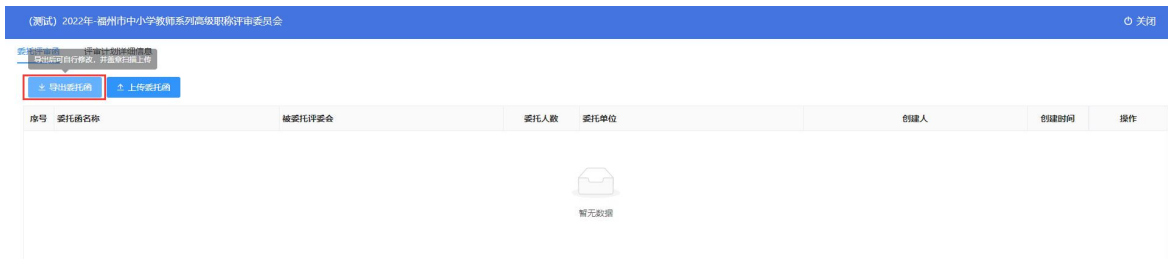 （测试）2022年-福州市中小学教师系列高级职称评审委员会
关闭
委托评审函 评审计划详细信息
导出后可自行修改，并盖章扫描上传
导出委托函 上传委托函
序号 委托函名称 被委托评委会 委托人数 委托单位 创建人 创建时间 操作
暂无数据